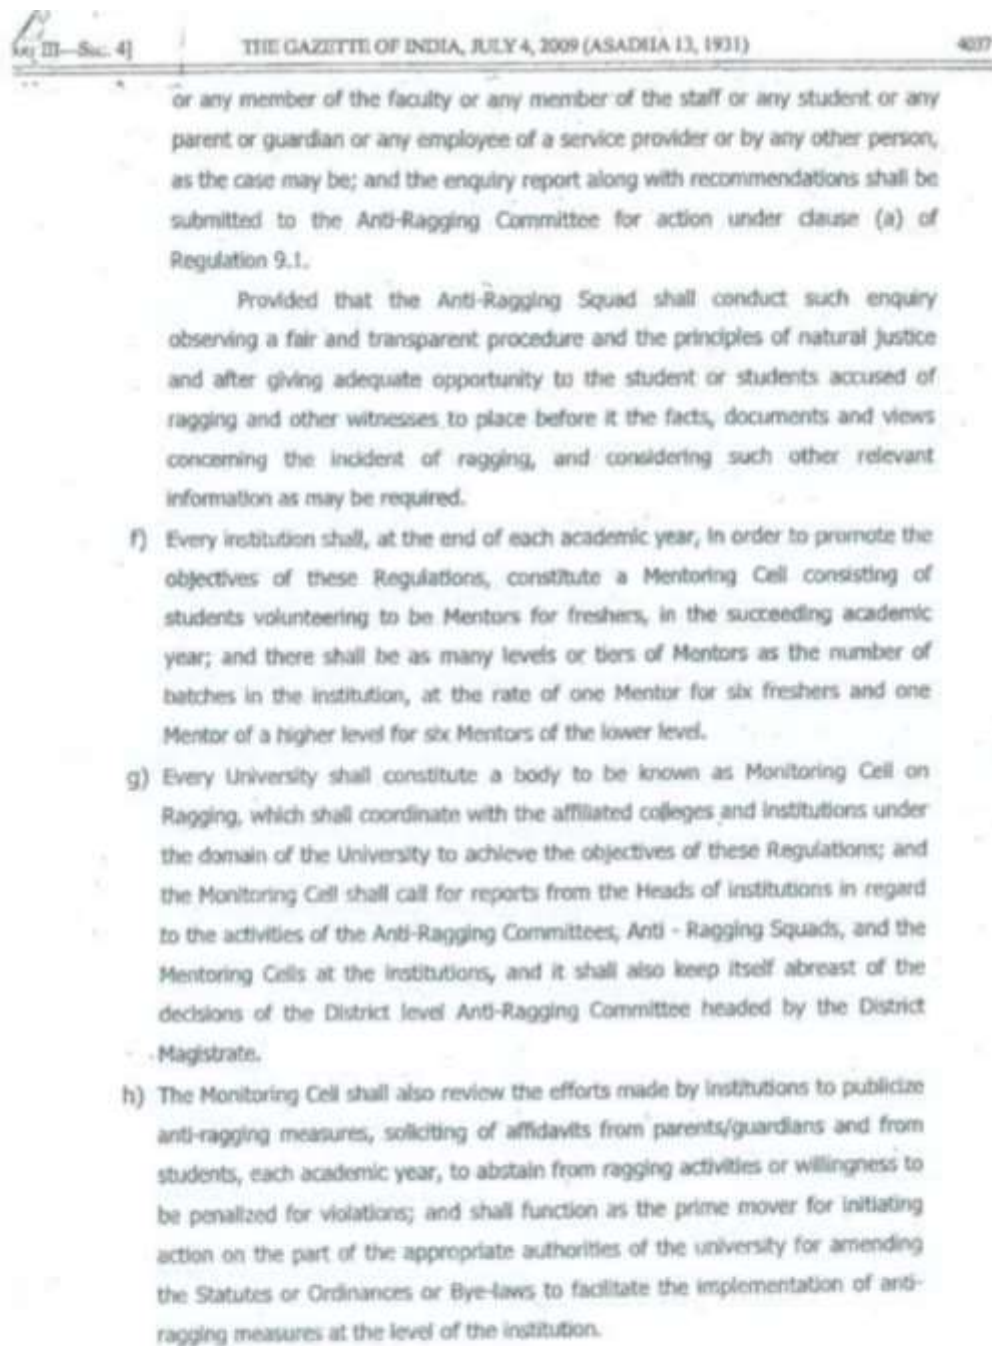 III—Sec. 4]
THE GAZETTE OF INDIA, JULY 4, 2009 (ASADHA 13, 1931)
4037
or any member of the faculty or any member of the staff or any student or any
parent or guardian or any employee of a service provider or by any other person,
as the case may be; and the enquiry report along with recommendations shall be
submitted to the Anti-Ragging Committee for action under clause (a) of
Regulation 9.1.
Provided that the Anti-Ragging Squad shall conduct such enquiry
observing a fair and transparent procedure and the principles of natural justice
and after giving adequate opportunity to the student or students accused of
ragging and other witnesses to place before it the facts, documents and views
concerning the incident of ragging, and considering such other relevant
information as may be required.
f) Every institution shall, at the end of each academic year, in order to promote the
objectives of these Regulations, constitute a Mentoring Cell consisting of
students volunteering to be Mentors for freshers, in the succeeding academic
year; and there shall be as many levels or tiers of Mentors as the number of
batches in the institution, at the rate of one Mentor for six freshers and one
Mentor of a higher level for six Mentors of the lower level.
g) Every University shall constitute a body to be known as Monitoring Cell on
Ragging, which shall coordinate with the affiliated colleges and institutions under
the domain of the University to achieve the objectives of these Regulations; and
the Monitoring Cell shall call for reports from the Heads of institutions in regard
to the activities of the Anti-Ragging Committees, Anti - Ragging Squads, and the
Mentoring Cells at the institutions, and it shall also keep itself abreast of the
decisions of the District level Anti-Ragging Committee headed by the District
Magistrate.
h) The Monitoring Cell shall also review the efforts made by institutions to publicize
anti-ragging measures, soliciting of affidavits from parents/guardians and from
students, each academic year, to abstain from ragging activities or willingness to
be penalized for violations; and shall function as the prime mover for initiating
action on the part of the appropriate authorities of the university for amending
the Statutes or Ordinances or Bye-laws to facilitate the implementation of anti-
ragging measures at the level of the institution.